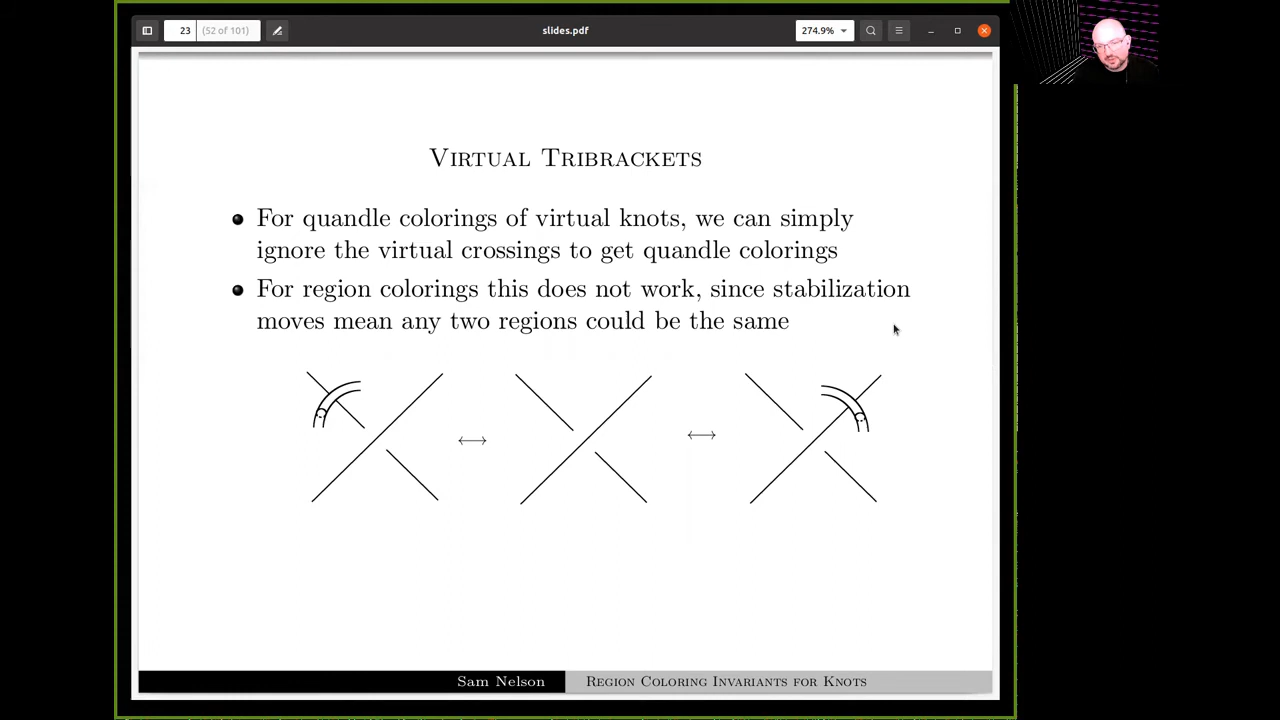 23 (52 of 101) slides.pdf 274.9%
Virtual Tribrackets
For quandle colorings of virtual knots, we can simply
ignore the virtual crossings to get quandle colorings
For region colorings this does not work, since stabilization
moves mean any two regions could be the same
Sam Nelson Region Coloring Invariants for Knots